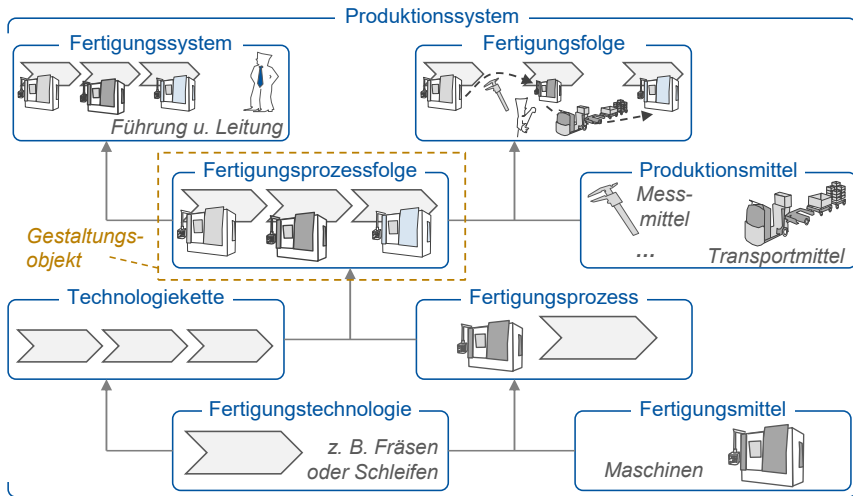 Produktionssystem
Fertigungssystem
Führung u. Leitung
Fertigungsfolge
Fertigungsprozessfolge
Gestaltungs-
objekt
Produktionsmittel
Mess-
mittel
...
Transportmittel
Technologiekette
Fertigungsprozess
Fertigungstechnologie
z. B. Fräsen
oder Schleifen
Fertigungsmittel
Maschinen